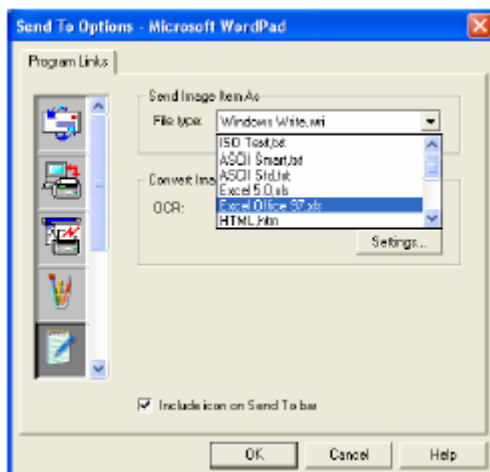 Send To Options - Microsoft WordPad
Program Links
Send Image Item As
File type: Windows Write.wri
ISO Text.txt
ASCII Smart.txt
ASCII Std.txt
Excel 5.0.xls
Excel Office 97.xls
HTML.htm
Convert Ima
OCR:
Settings...
Include icon on Send To bar
OK Cancel Help